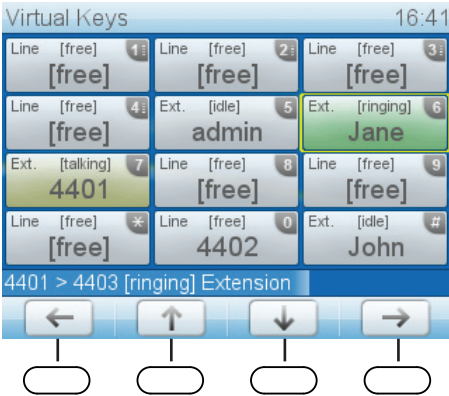 Virtual Keys 16:41
Line [free] 1 Line [free] 2 Line [free] 3
[free] [free] [free]
Line [free] 4 Ext. [idle] 5 Ext. [ringing] 6
[free] admin Jane
Ext. [talking] 7 Line [free] 8 Line [free] 9
4401 [free] [free]
Line [free] * Line [free] 0 Ext. [idle] #
[free] 4402 John
4401 > 4403 [ringing] Extension
← ↑ ↓ →